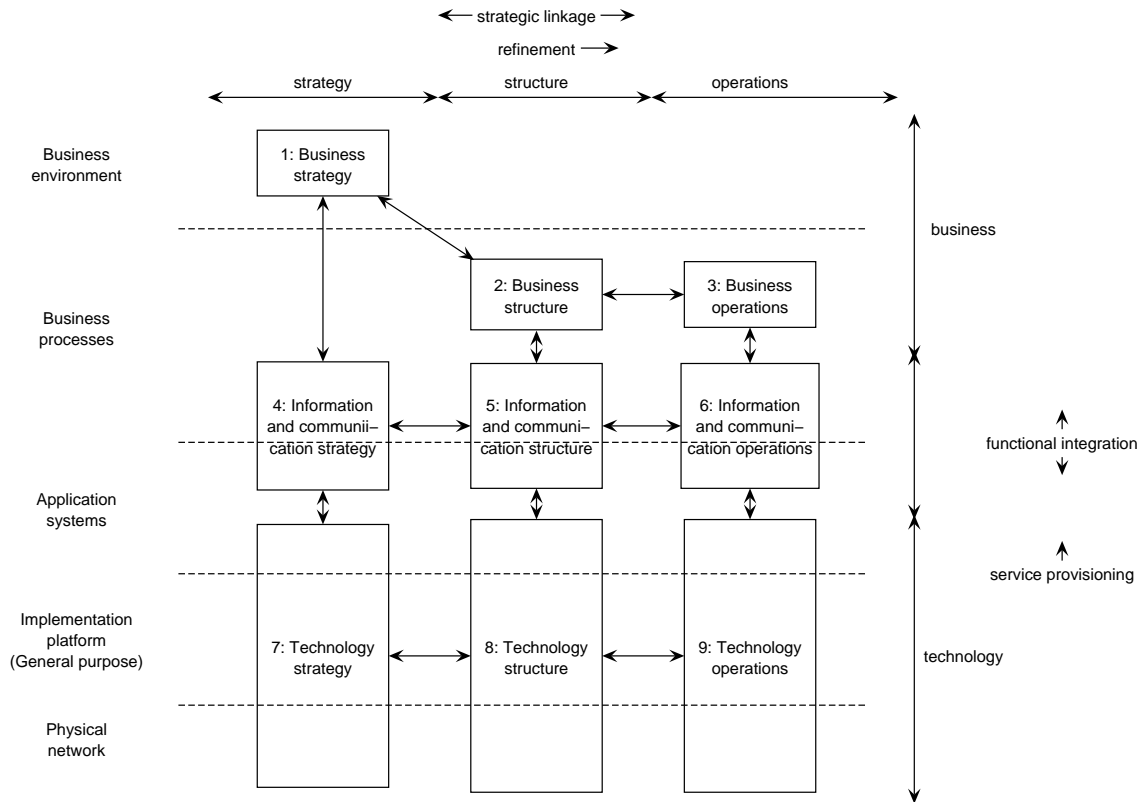 strategic linkage
refinement
strategy
structure
operations
Business
environment
1: Business
strategy
business
2: Business
structure
3: Business
operations
Business
processes
4: Information
and communii–
cation strategy
5: Information
and communi–
cation structure
6: Information
and communi–
cation operations
functional integration
Application
systems
service provisioning
Implementation
platform
(General purpose)
7: Technology
strategy
8: Technology
structure
9: Technology
operations
technology
Physical
network